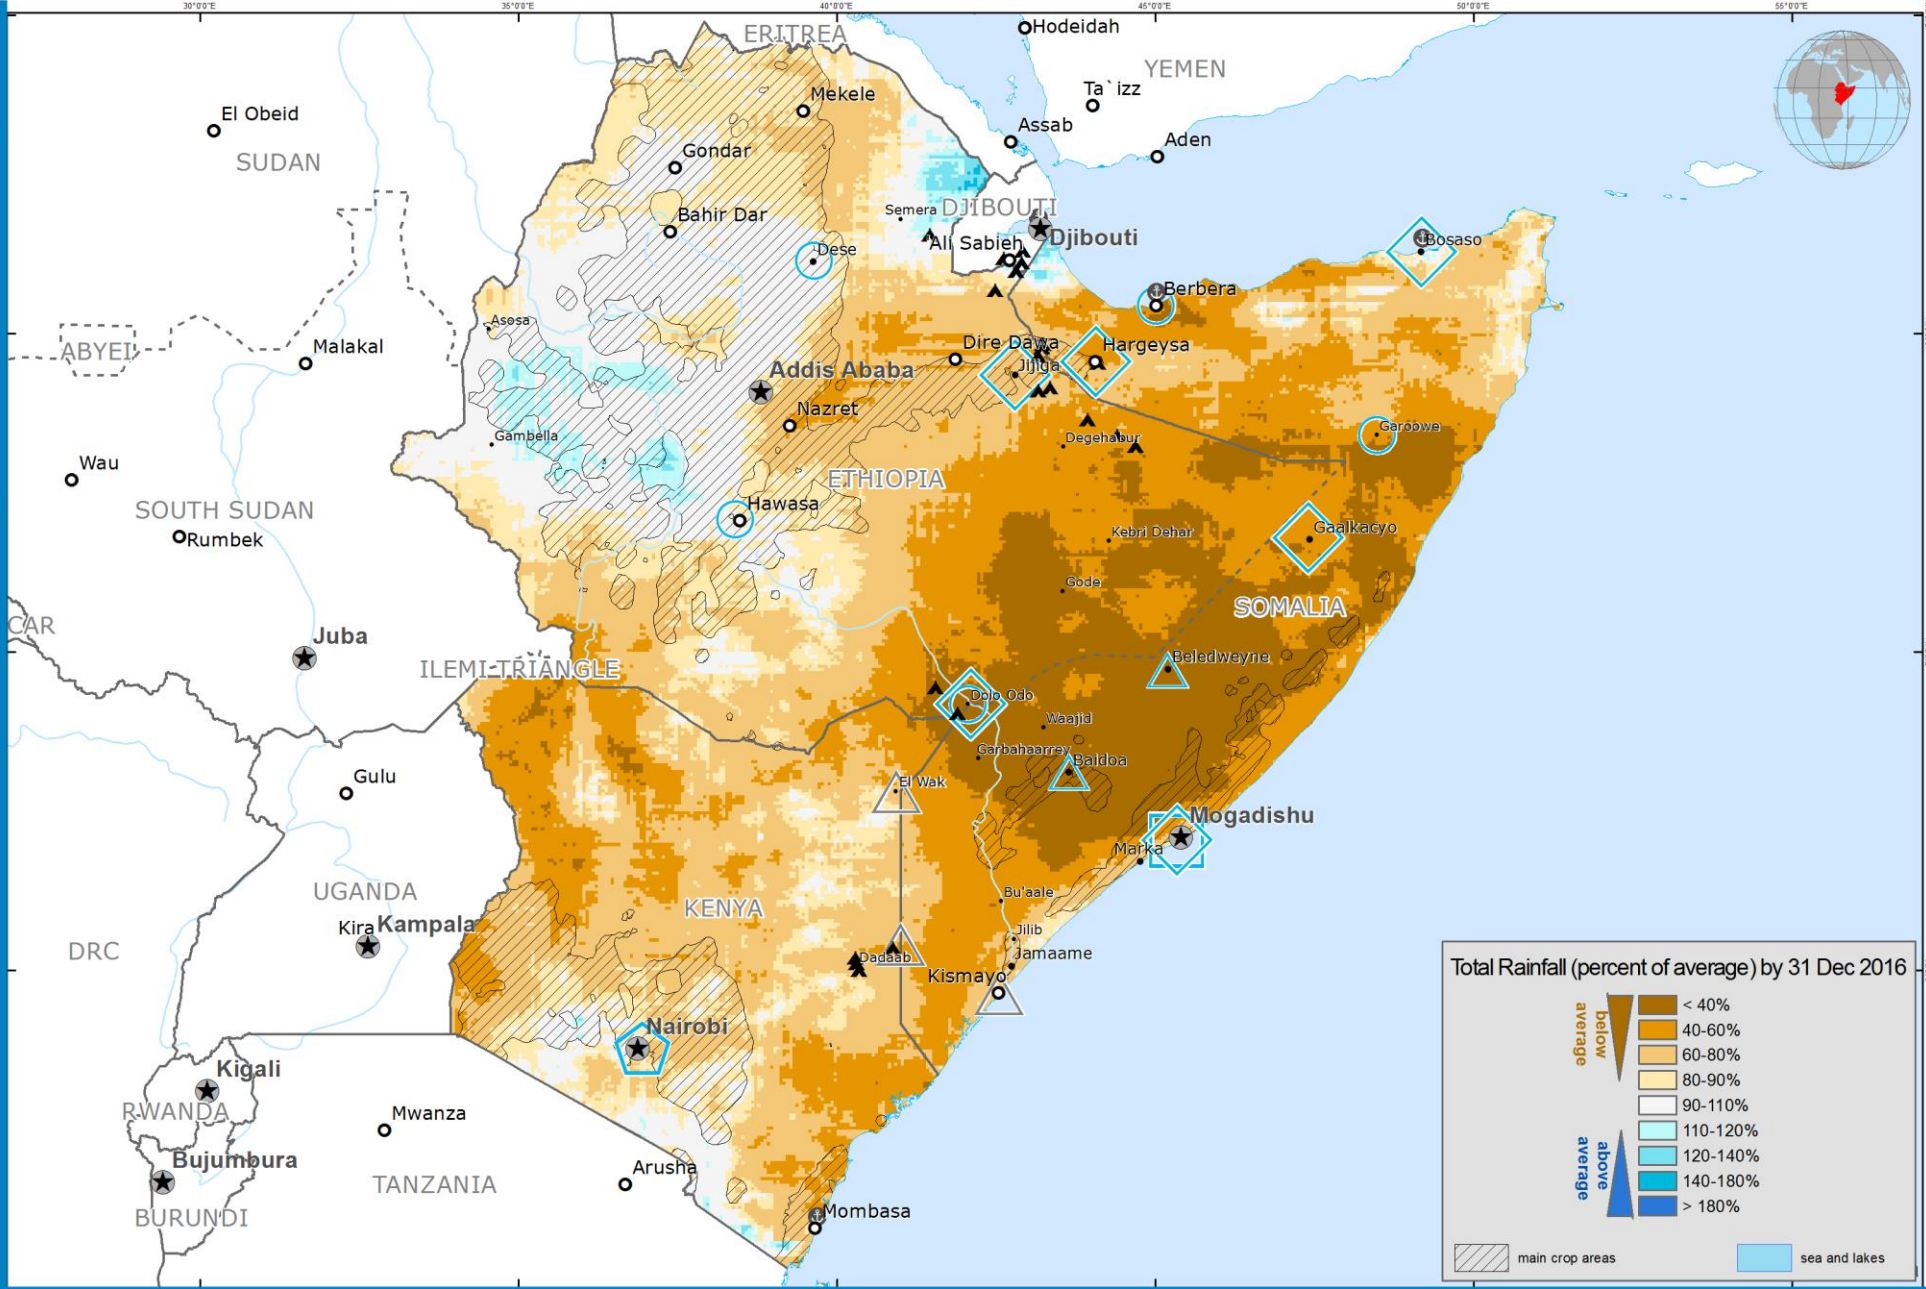 30°0'0"E
35°0'0"E
40°0'0"E
45°0'0"E
50°0'0"E
55°0'0"E
ERITREA
Hodeidah
YEMEN
Ta`izz
Mekele
El Obeid
SUDAN
Assab
Aden
Gondar
Semera
DJIBOUTI
Bahir Dar
Djibouti
Ali Sabieh
Dese
Bosaso
Berbera
Asosa
ABYEI
Malakal
Dire Dawa
Hargeysa
Jijiga
Addis Ababa
Nazret
Garoowe
Gambella
Degehabur
Wau
ETHIOPIA
SOUTH SUDAN
Hawasa
Rumbek
Kebri Dehar
Gaalkacyo
Gode
SOMALIA
CAR
Juba
ILEMI TRIANGLE
Beledweyne
Dolo Odo
Waajid
Garbahaarrey
Baidoa
Gulu
El Wak
Mogadishu
Marka
UGANDA
Bu'aale
KENYA
Kira
Kampala
DRC
Jilib
Dadaab
Jamaame
Kismayo
Nairobi
Kigali
RWANDA
Mwanza
Bujumbura
Arusha
TANZANIA
BURUNDI
Mombasa
Total Rainfall (percent of average) by 31 Dec 2016
below
average
< 40%
40-60%
60-80%
80-90%
90-110%
above
average
110-120%
120-140%
140-180%
> 180%
main crop areas
sea and lakes